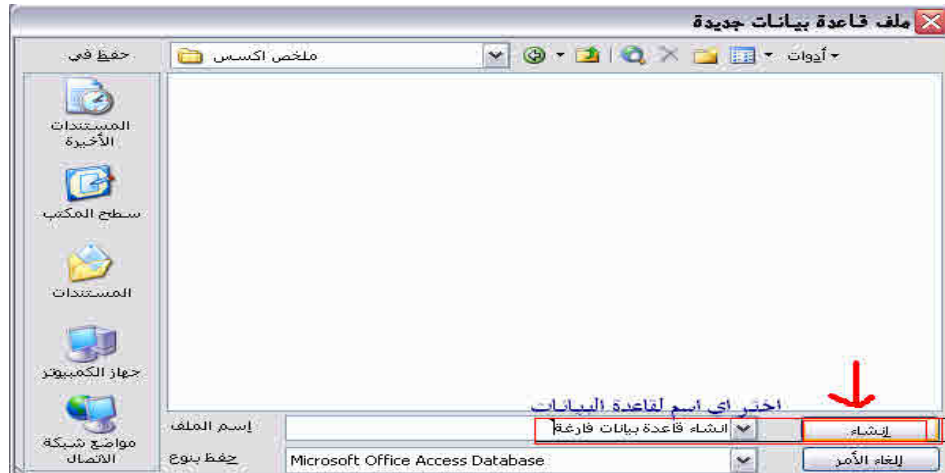 ملف قاعدة بيانات جديدة
حفظ في
ملخص اكسس
أدوات
المستندات
الأخيرة
سطح المكتب
المستندات
جهاز الكمبيوتر
مواضع شبكة
الاتصال
اختر اي اسم لقاعدة البيانات
إسم الملف
انشاء قاعدة بيانات فارغة
إنشاء
حفظ بنوع
Microsoft Office Access Database
إلغاء الأمر